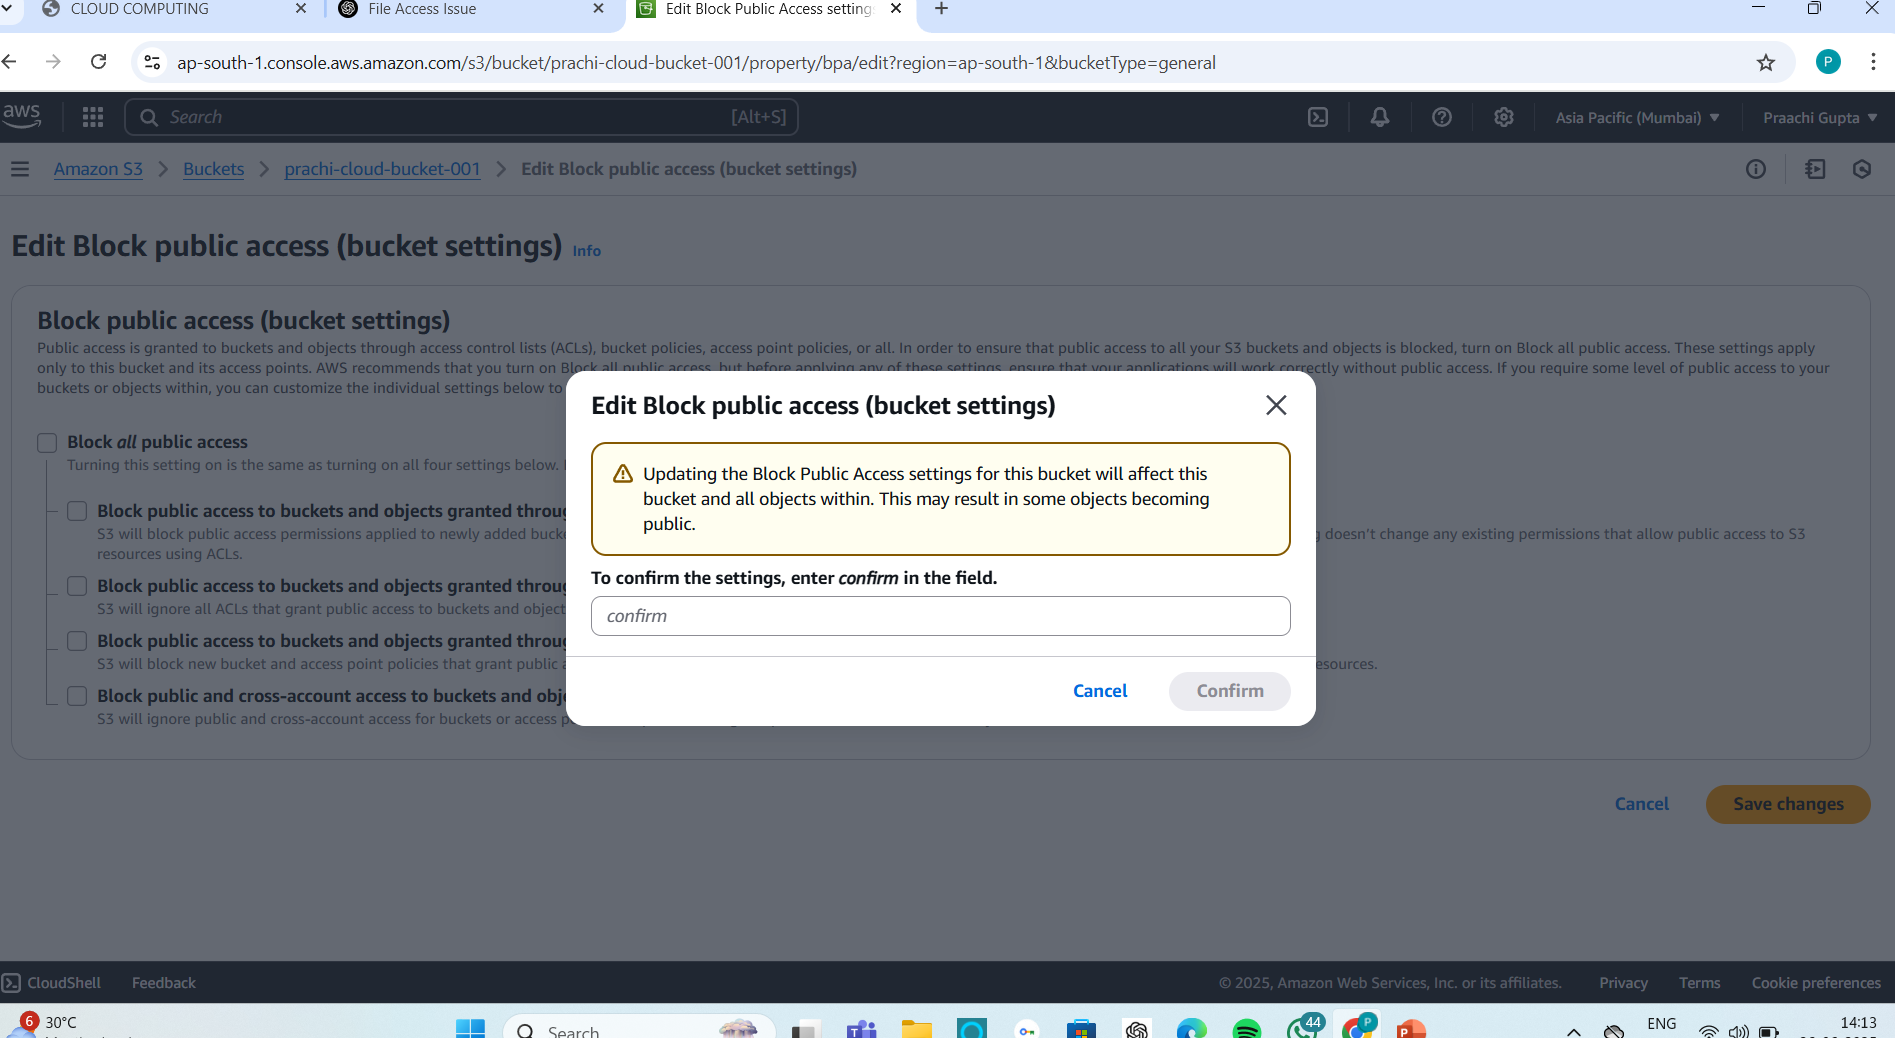 CLOUD COMPUTING
File Access Issue
Edit Block Public Access setting
ap-south-1.console.aws.amazon.com/s3/bucket/prachi-cloud-bucket-001/property/bpa/edit?region=ap-south-1&bucketType=general
P
aws
Search
[Alt+S]
Asia Pacific (Mumbai)
Praachi Gupta
Amazon S3
Buckets
prachi-cloud-bucket-001
Edit Block public access (bucket settings)
Edit Block public access (bucket settings) Info
Block public access (bucket settings)
Public access is granted to buckets and objects through access control lists (ACLs), bucket policies, access point policies, or all. In order to ensure that public access to all your S3 buckets and objects is blocked, turn on Block all public access. These settings apply
only to this bucket and its access points. AWS recommends that you turn on Block all public access, but before applying any of these settings, ensure that your applications will work correctly without public access. If you require some level of public access to your
buckets or objects within, you can customize the individual settings below to
Block all public access
Turning this setting on is the same as turning on all four settings below.
Block public access to buckets and objects granted throug
S3 will block public access permissions applied to newly added bucke
g doesn't change any existing permissions that allow public access to S3
resources using ACLs.
Block public access to buckets and objects granted throug
S3 will ignore all ACLs that grant public access to buckets and object
Block public access to buckets and objects granted throug
S3 will block new bucket and access point policies that grant public a
esources.
Block public and cross-account access to buckets and obje
S3 will ignore public and cross-account access for buckets or access p
Edit Block public access (bucket settings)
Updating the Block Public Access settings for this bucket will affect this
bucket and all objects within. This may result in some objects becoming
public.
To confirm the settings, enter confirm in the field.
confirm
Cancel
Confirm
Cancel
Save changes
CloudShell
Feedback
© 2025, Amazon Web Services, Inc. or its affiliates.
Privacy
Terms
Cookie preferences
6
30°C
Search
44
P
P
ENG
14:13